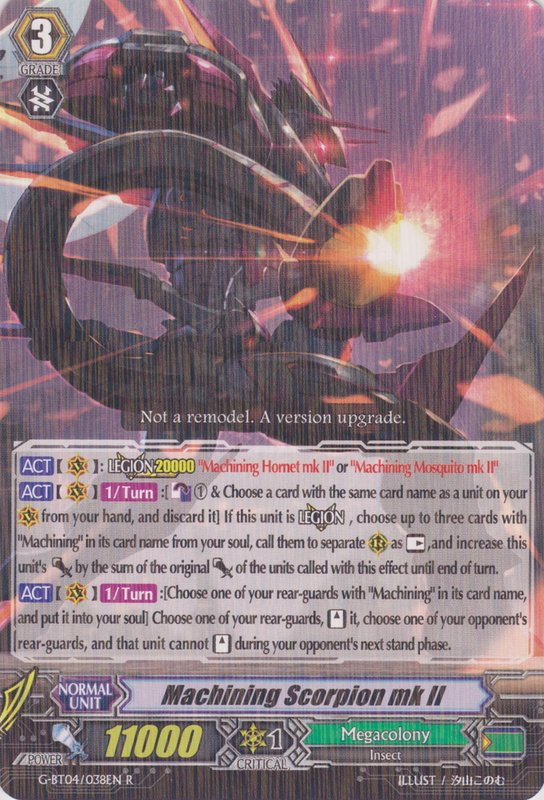 3
GRADE
Not a remodel. A version upgrade.
ACT【V】: LEGION 20000 "Machining Hornet mk II" or "Machining Mosquito mk II"
ACT【V】1/Turn :[① & Choose a card with the same card name as a unit on your
V from your hand, and discard it] If this unit is LEGION , choose up to three cards with
"Machining" in its card name from your soul, call them to separate R as , and increase this
unit's by the sum of the original of the units called with this effect until end of turn.
ACT【V】1/Turn :[Choose one of your rear-guards with "Machining" in its card name,
and put it into your soul] Choose one of your rear-guards, it, choose one of your opponent's
rear-guards, and that unit cannot during your opponent's next stand phase.
NORMAL
UNIT
Machining Scorpion mk II
POWER
11000
1
CRITICAL
Megacolony
Insect
G-BT04/038EN R
ILLUST / 汐山このむ